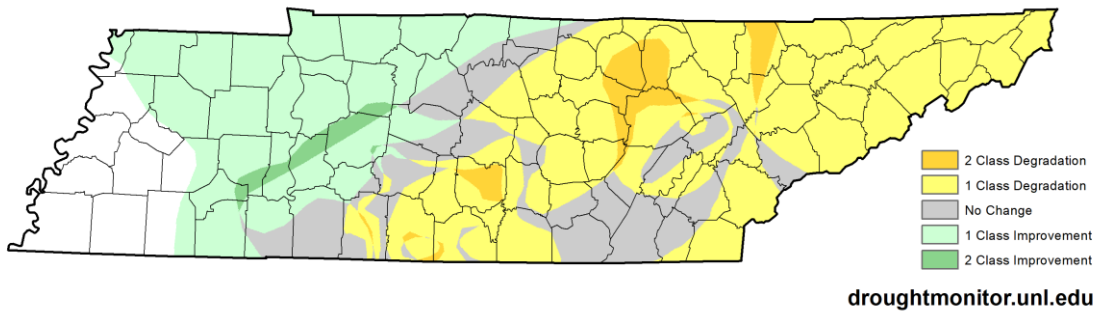 2 Class Degradation
1 Class Degradation
No Change
1 Class Improvement
2 Class Improvement
droughtmonitor.unl.edu